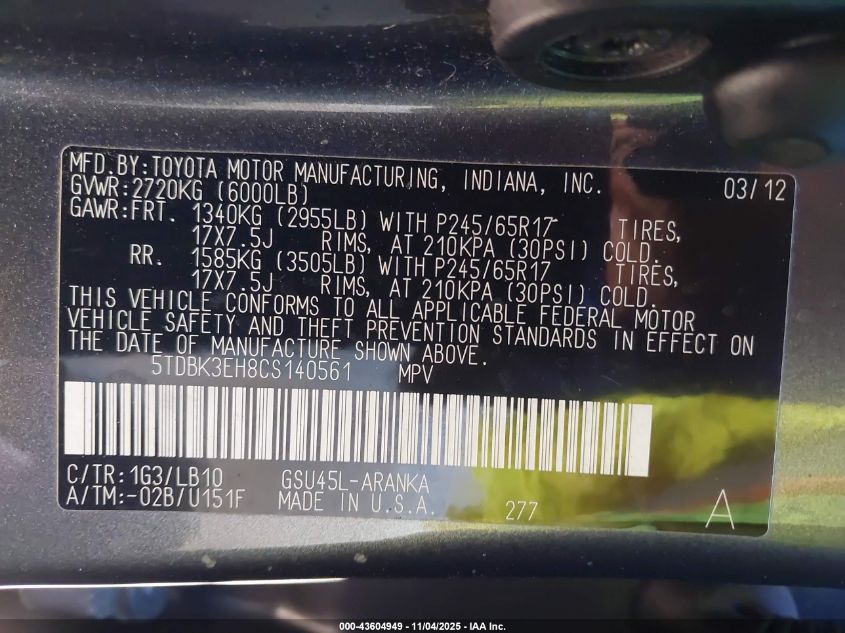 MFD.BY:TOYOTA MOTOR MANUFACTURING, INDIANA, INC. 03/12
GVWR:2720KG (6000LB)
GAWR:FRT. 1340KG (2955LB) WITH P245/65R17 TIRES,
17X7.5J RIMS, AT 210KPA (30PSI) COLD.
RR. 1585KG (3505LB) WITH P245/65R17 TIRES,
17X7.5J RIMS, AT 210KPA (30PSI) COLD.
THIS VEHICLE CONFORMS TO ALL APPLICABLE FEDERAL MOTOR
VEHICLE SAFETY AND THEFT PREVENTION STANDARDS IN EFFECT ON
THE DATE OF MANUFACTURE SHOWN ABOVE.
5TDBK3EH8CS140561 MPV
C/TR:1G3/LB10 GSU45L-ARANKA
A/TM:-02B/U151F MADE IN U.S.A. 277 A
000-43604949 - 11/04/2025 - IAA Inc.